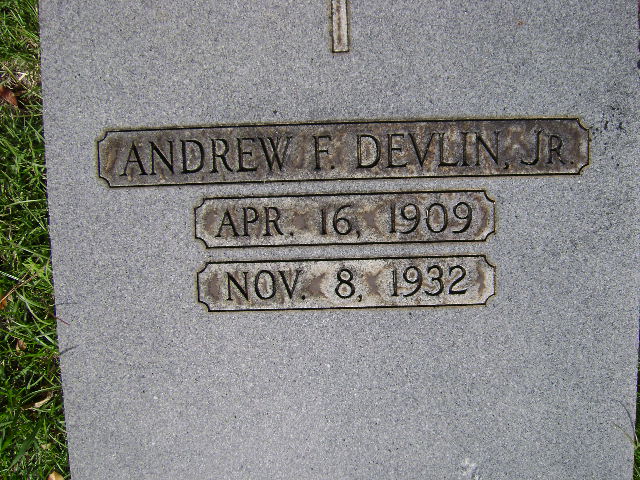 ANDREW F. DEVLIN, JR.
APR. 16, 1909
NOV. 8, 1932